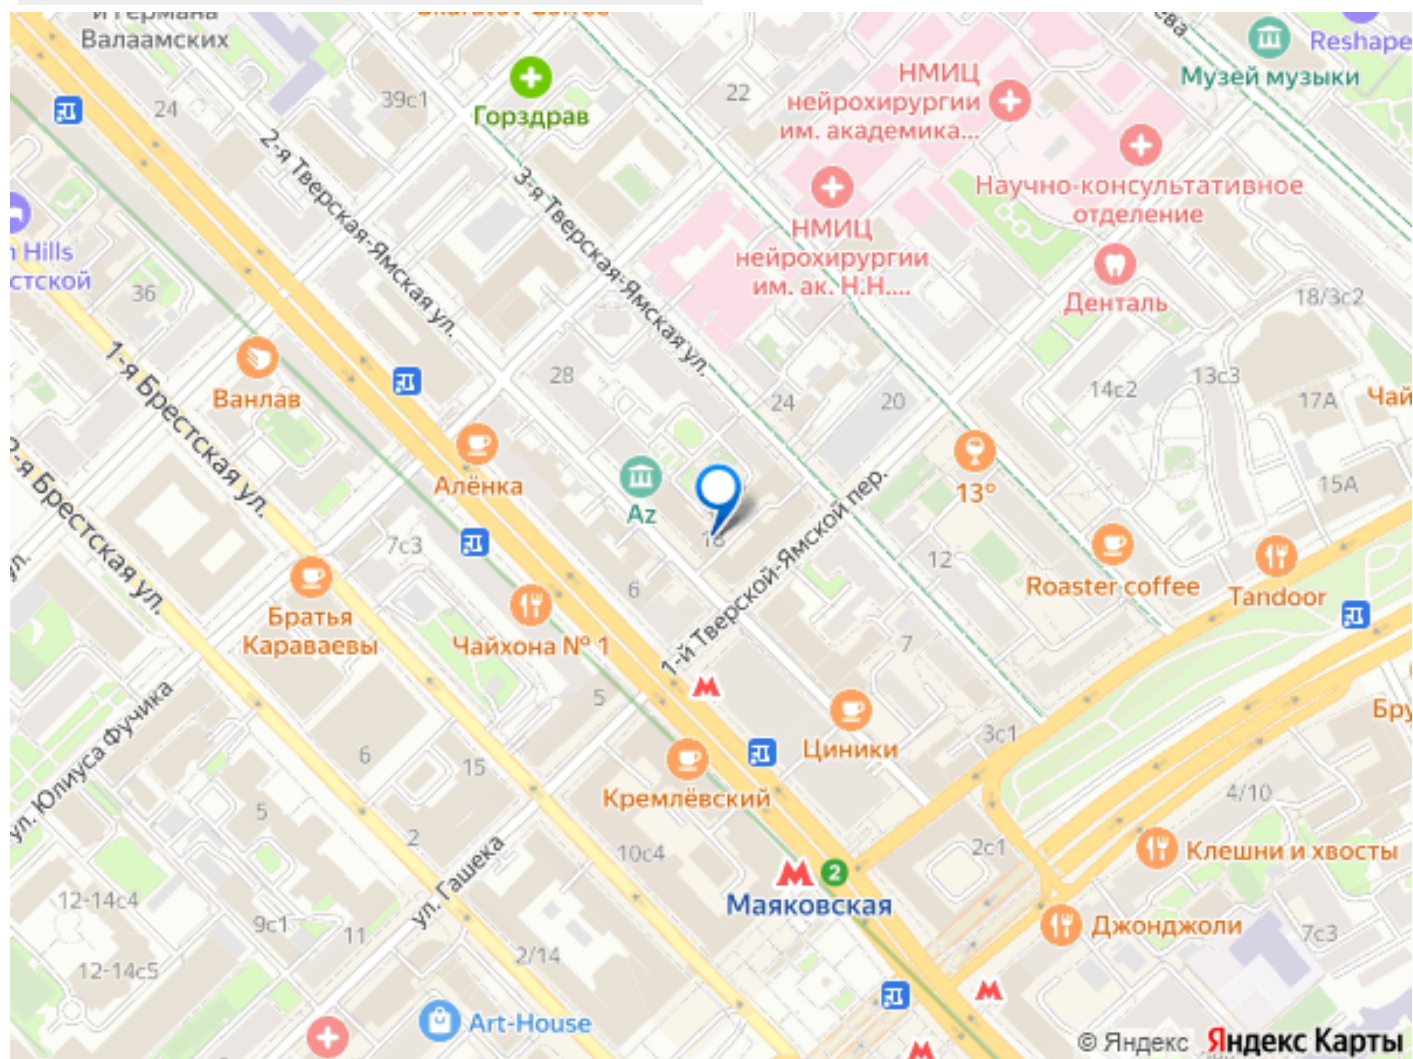 и Германа
Валаамских
24
39с1
Горздрав
22
НМИЦ
нейрохирургии
им. академика...
Музей музыки
Reshape
Научно-консультативное
отделение
НМИЦ
нейрохирургии
им. ак. Н.Н....
Денталь
18/3с2
2-я Тверская-Ямская ул.
3-я Тверская-Ямская ул.
Hills
36
Ванлав
1-я Брестская ул.
2-я Брестская ул.
28
24
20
14с2
13с3
17А
Чай
Алёнка
Az
18
13°
15А
7с3
6
1-й Тверской-Ямской пер.
12
Roaster coffee
Tandoor
Братья
Караваевы
Чайхона № 1
7
5
ул.
ул. Юлиуса Фучика
6
15
Циники
3с1
Бру
Кремлёвский
5
2
4/10
10с4
2с1
Клешни и хвосты
ул. Гашека
2
Маяковская
12-14с4
9с1
11
Джонджоли
7с3
12-14с5
2/14
Art-House
© Яндекс Яндекс Карты